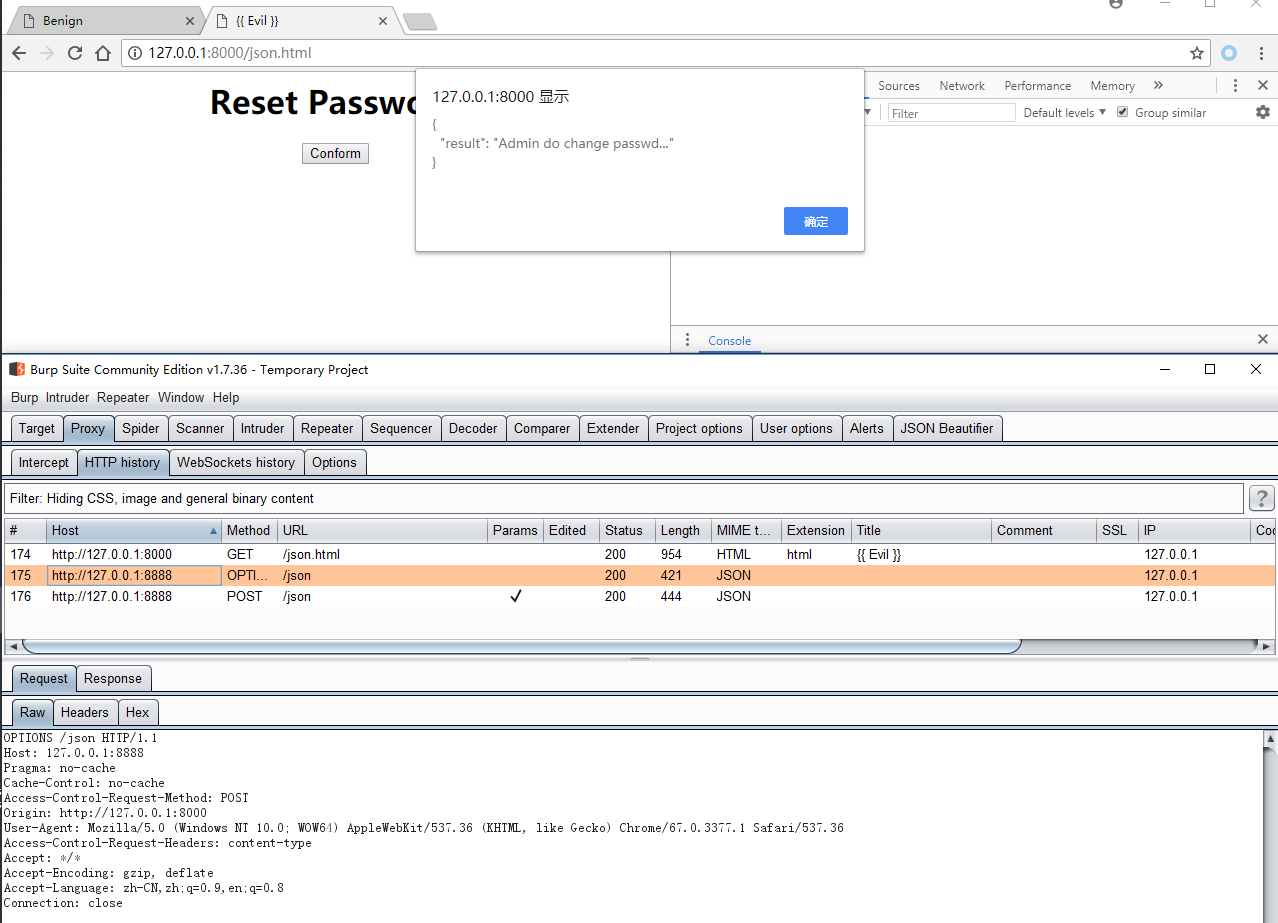 Benign
{{ Evil }}
127.0.0.1:8000/json.html
Sources Network Performance Memory
Filter Default levels Group similar
Reset Passwo
Conform
127.0.0.1:8000 显示
{
"result": "Admin do change passwd..."
}
确定
Console
Burp Suite Community Edition v1.7.36 - Temporary Project
Burp Intruder Repeater Window Help
Target Proxy Spider Scanner Intruder Repeater Sequencer Decoder Comparer Extender Project options User options Alerts JSON Beautifier
Intercept HTTP history WebSockets history Options
Filter: Hiding CSS, image and general binary content ?
# Host Method URL Params Edited Status Length MIME t... Extension Title Comment SSL IP Coo
174 http://127.0.0.1:8000 GET /json.html 200 954 HTML html {{ Evil }} 127.0.0.1
175 http://127.0.0.1:8888 OPTI... /json 200 421 JSON 127.0.0.1
176 http://127.0.0.1:8888 POST /json ✓ 200 444 JSON 127.0.0.1
Request Response
Raw Headers Hex
OPTIONS /json HTTP/1.1
Host: 127.0.0.1:8888
Pragma: no-cache
Cache-Control: no-cache
Access-Control-Request-Method: POST
Origin: http://127.0.0.1:8000
User-Agent: Mozilla/5.0 (Windows NT 10.0; WOW64) AppleWebKit/537.36 (KHTML, like Gecko) Chrome/67.0.3377.1 Safari/537.36
Access-Control-Request-Headers: content-type
Accept: */*
Accept-Encoding: gzip, deflate
Accept-Language: zh-CN,zh;q=0.9,en;q=0.8
Connection: close